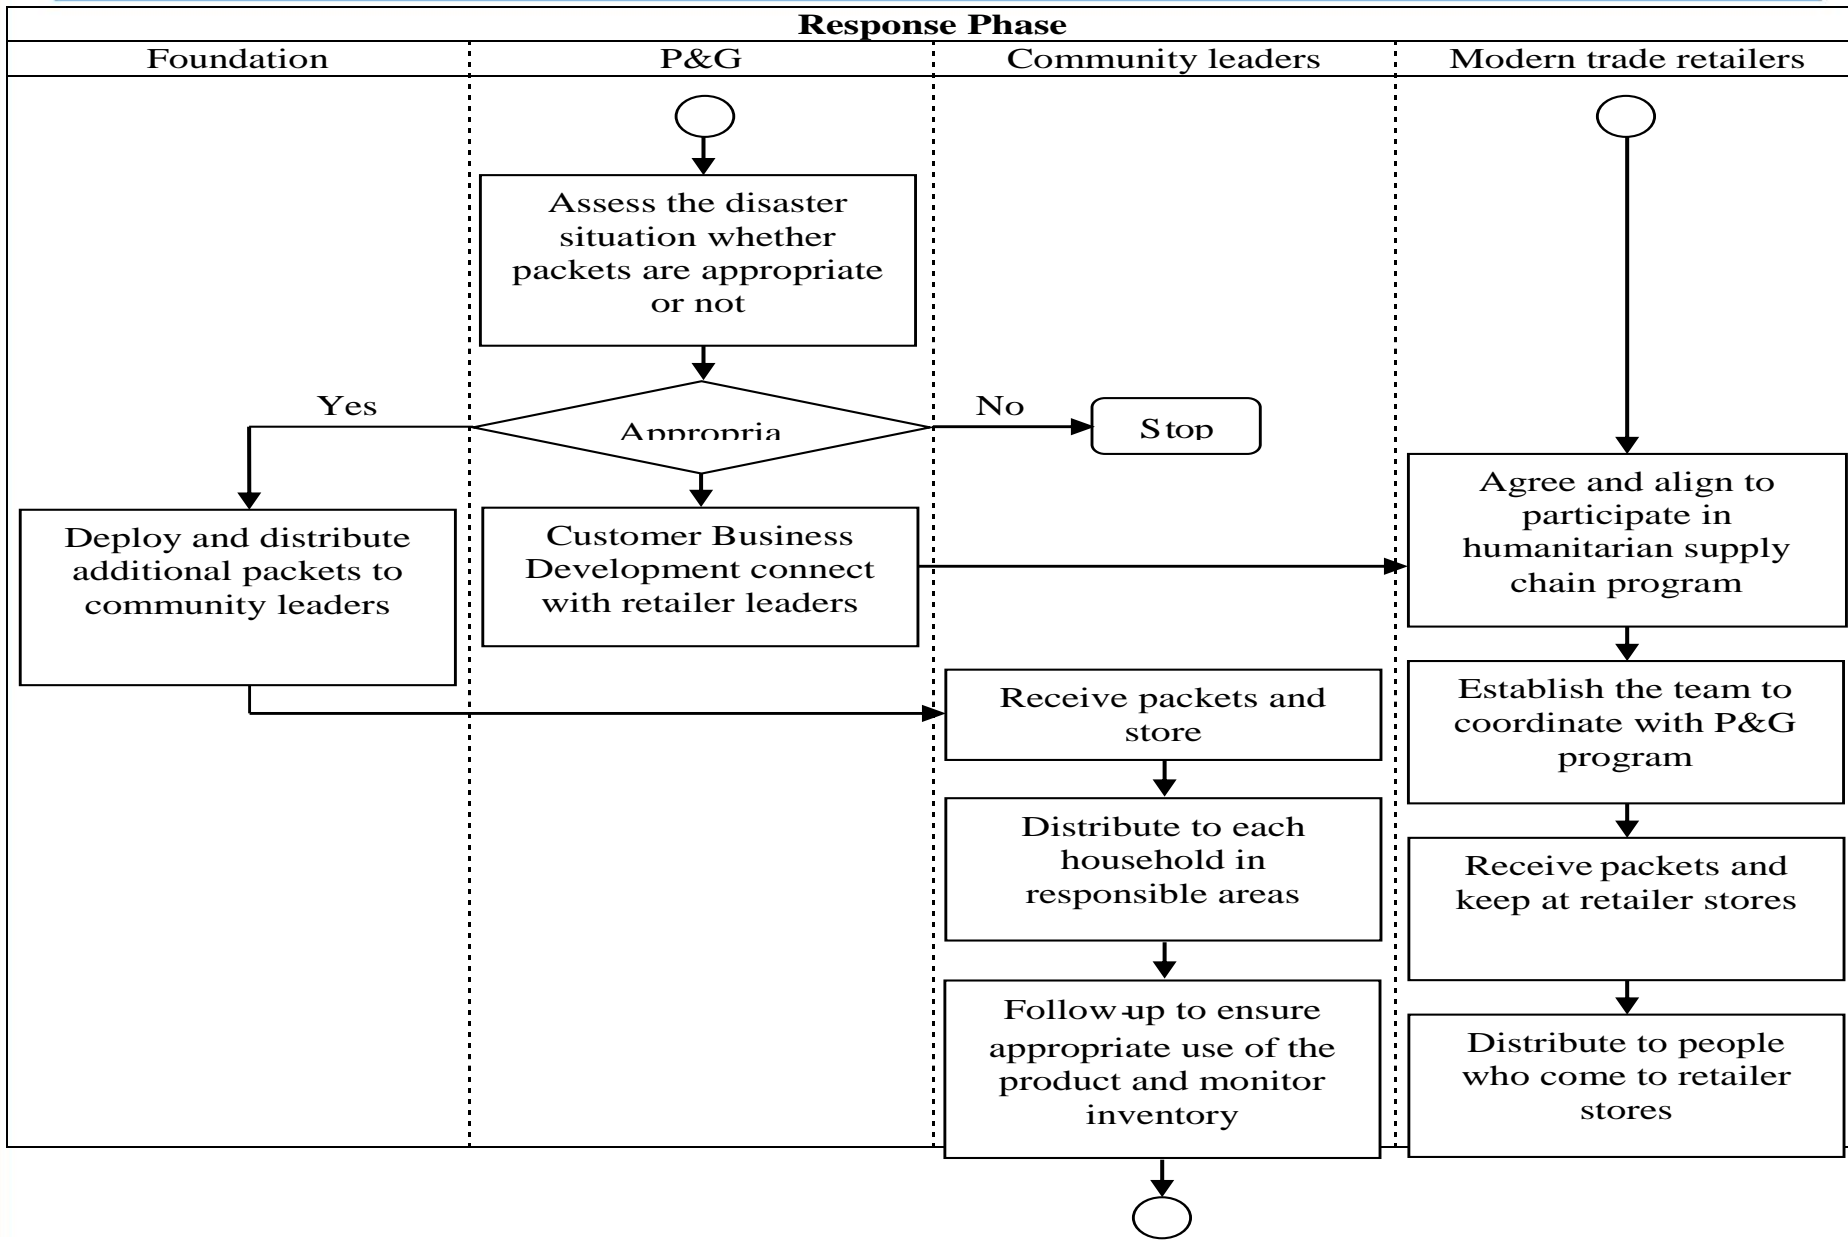 Response Phase
Foundation
P&G
Community leaders
Modern trade retailers
Assess the disaster
situation whether
packets are appropriate
or not
Yes
Appropria
No
Stop
Deploy and distribute
additional packets to
community leaders
Customer Business
Development connect
with retailer leaders
Agree and align to
participate in
humanitarian supply
chain program
Receive packets and
store
Establish the team to
coordinate with P&G
program
Distribute to each
household in
responsible areas
Receive packets and
keep at retailer stores
Follow-up to ensure
appropriate use of the
product and monitor
inventory
Distribute to people
who come to retailer
stores